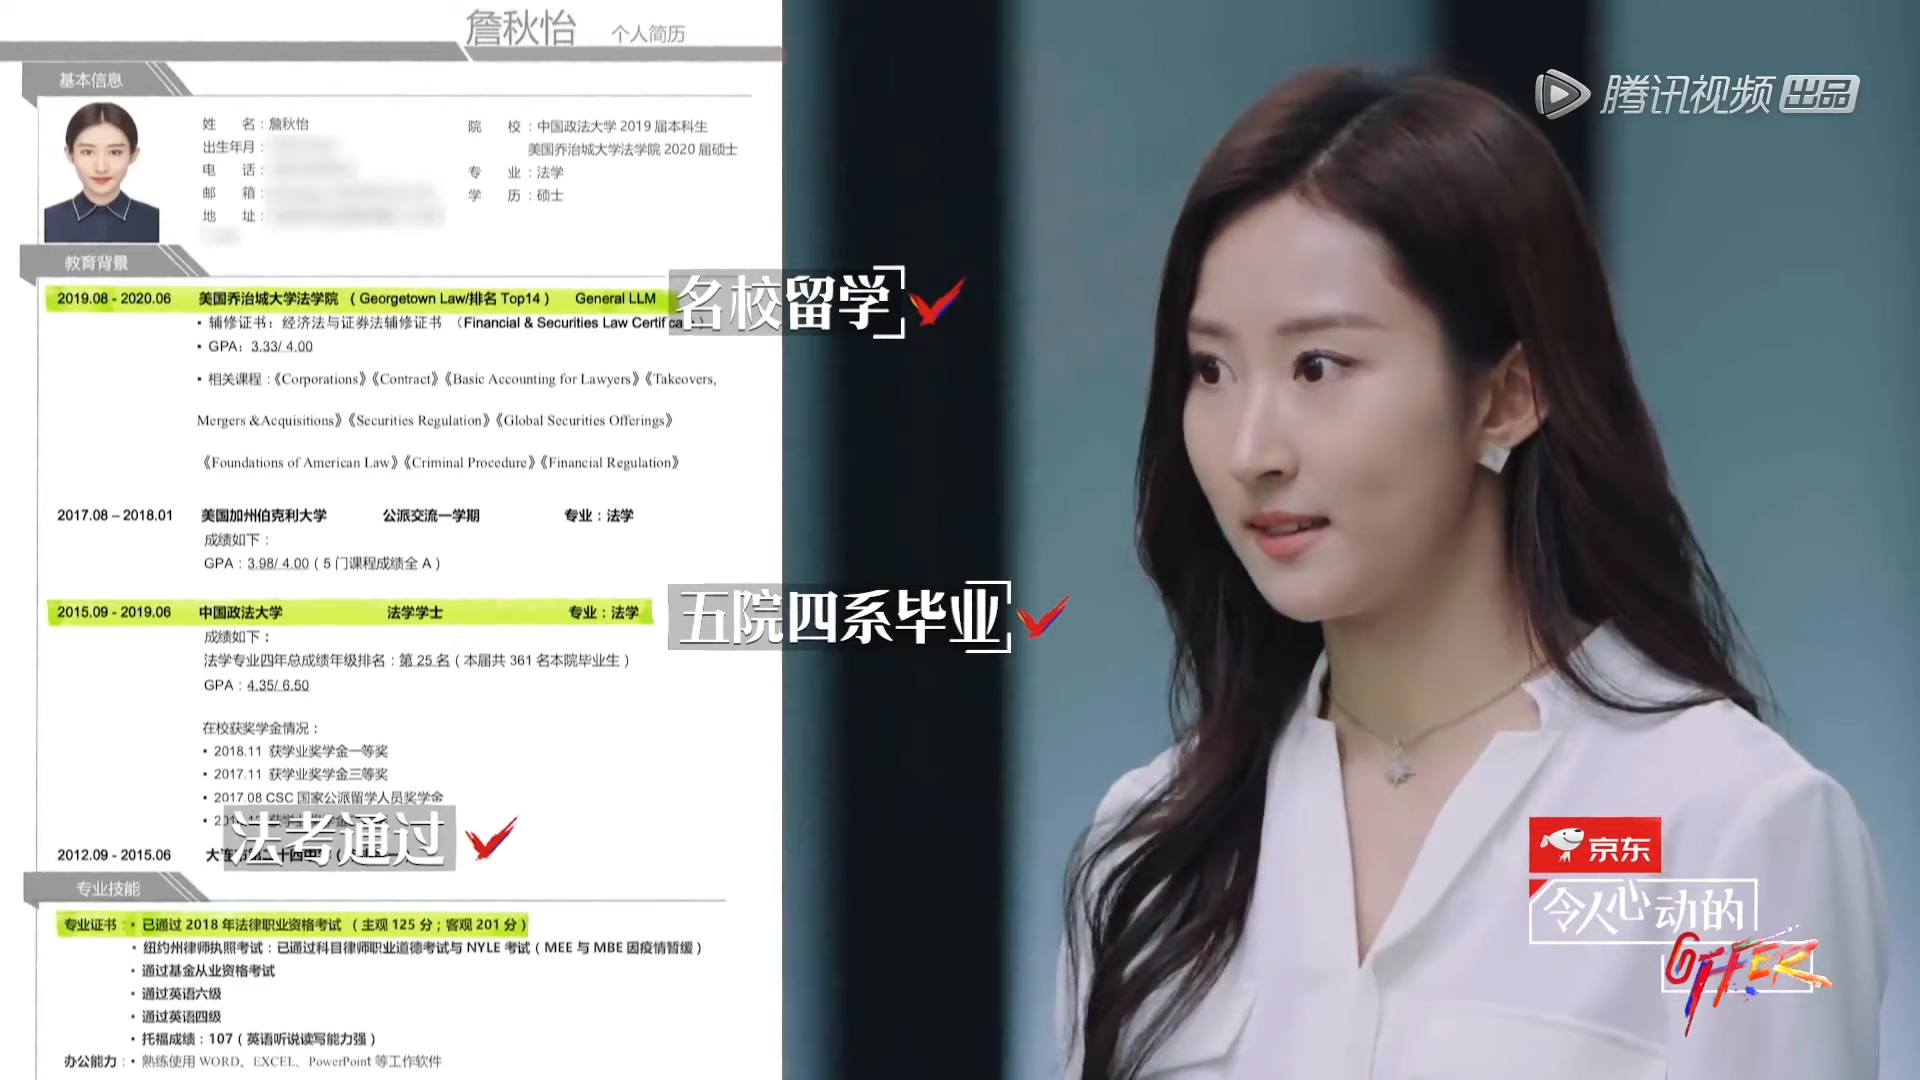 詹秋怡 个人简历
基本信息
姓 名：詹秋怡
出生年月：
电 话：
邮 箱：
地 址：
院 校：中国政法大学 2019 届本科生
美国乔治城大学法学院 2020 届硕士
专 业：法学
学 历：硕士
教育背景
2019.08 - 2020.06 美国乔治城大学法学院 （Georgetown Law/排名 Top14） General LLM
• 辅修证书：经济法与证券法辅修证书 （Financial & Securities Law
• GPA：3.33/ 4.00
• 相关课程：《Corporations》《Contract》《Basic Accounting for Lawyers》《Takeovers,
Mergers &Acquisitions》《Securities Regulation》《Global Securities Offerings》
《Foundations of American Law》《Criminal Procedure》《Financial Regulation》
2017.08 – 2018.01 美国加州伯克利大学 公派交流一学期 专业：法学
成绩如下：
GPA：3.98/ 4.00（5 门课程成绩全 A）
2015.09 - 2019.06 中国政法大学 法学学士 专业：法学
成绩如下：
法学专业四年总成绩年级排名：第 25 名（本届共 361 名本院毕业生）
GPA：4.35/ 6.50
在校获奖学金情况：
• 2018.11 获学业奖学金一等奖
• 2017.11 获学业奖学金三等奖
• 2017.08 CSC 国家公派留学人员奖学金
2012.09 - 2015.06
专业技能
专业证书：• 已通过 2018 年法律职业资格考试 （主观 125 分；客观 201 分）
• 纽约州律师执照考试：已通过科目律师职业道德考试与 NYLE 考试（MEE 与 MBE 因疫情暂缓）
• 通过基金从业资格考试
• 通过英语六级
• 通过英语四级
• 托福成绩：107（英语听说读写能力强）
办公能力：• 熟练使用 WORD、EXCEL、PowerPoint 等工作软件
名校留学
五院四系毕业
法考通过
腾讯视频 出品
京东
令人心动的
OFFER